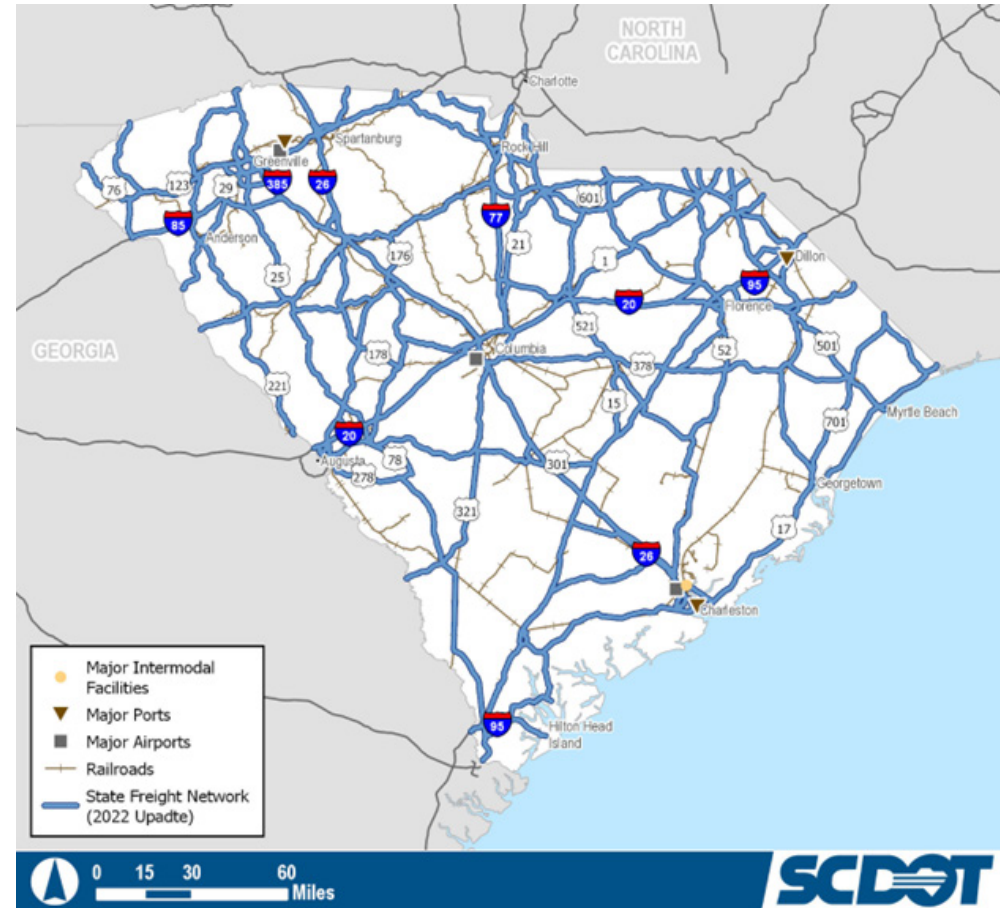 NORTH
CAROLINA
Charlotte
Spartanburg
Rock Hill
Greenville
76
123
29
385
26
601
77
85
Anderson
21
176
25
1
Dillon
95
20
Florence
GEORGIA
521
52
501
Columbia
178
378
221
15
Myrtle Beach
701
20
Augusta
78
278
301
Georgetown
321
17
26
Charleston
95
Hilton Head
Island
Major Intermodal
Facilities
Major Ports
Major Airports
Railroads
State Freight Network
(2022 Upadte)
0 15 30 60
Miles
SCDOT